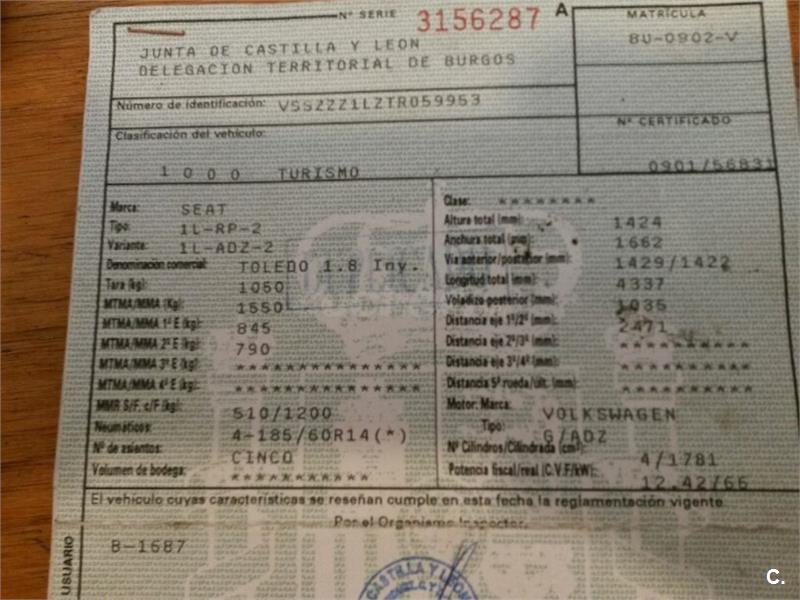 Nº SERIE 3156287 A
MATRÍCULA
BU-0902-V
JUNTA DE CASTILLA Y LEON
DELEGACION TERRITORIAL DE BURGOS
Número de identificación: VSSZZZ1LZTR059953
Nº CERTIFICADO
0901/56831
Clasificación del vehículo:
1000 TURISMO
Marca: SEAT
Tipo: 1L-RP-2
Variante: 1L-ADZ-2
Denominación comercial: TOLEDO 1.8 Iny.
Tara (kg): 1050
MTMA/MMA (Kg): 1550
MTMA/MMA 1º E (kg): 845
MTMA/MMA 2º E (kg): 790
MTMA/MMA 3º E (kg): **************
MTMA/MMA 4º E (kg): **************
MMR S/F, c/F (kg): 510/1200
Neumáticos: 4-185/60R14(*)
Nº de asientos: CINCO
Volumen de bodega: **********
Clase: ********
Altura total (mm): 1424
Anchura total (mm): 1662
Vía anterior/posterior (mm): 1429/1422
Longitud total (mm): 4337
Voladizo posterior (mm): 1035
Distancia eje 1º/2º (mm): 2471
Distancia eje 2º/3º (mm): **********
Distancia eje 3º/4º (mm): **********
Distancia 5ª rueda/últ. (mm): **********
Motor: Marca: VOLKSWAGEN
Tipo: G/ADZ
Nº Cilindros/Cilindrada (cm³): 4/1781
Potencia fiscal/real (C.V.F/kW): 12.42/66
El vehículo cuyas características se reseñan cumple en esta fecha la reglamentación vigente
Por el Organismo Inspector,
USUARIO
B-1687
CASTILLA Y LEON
C.